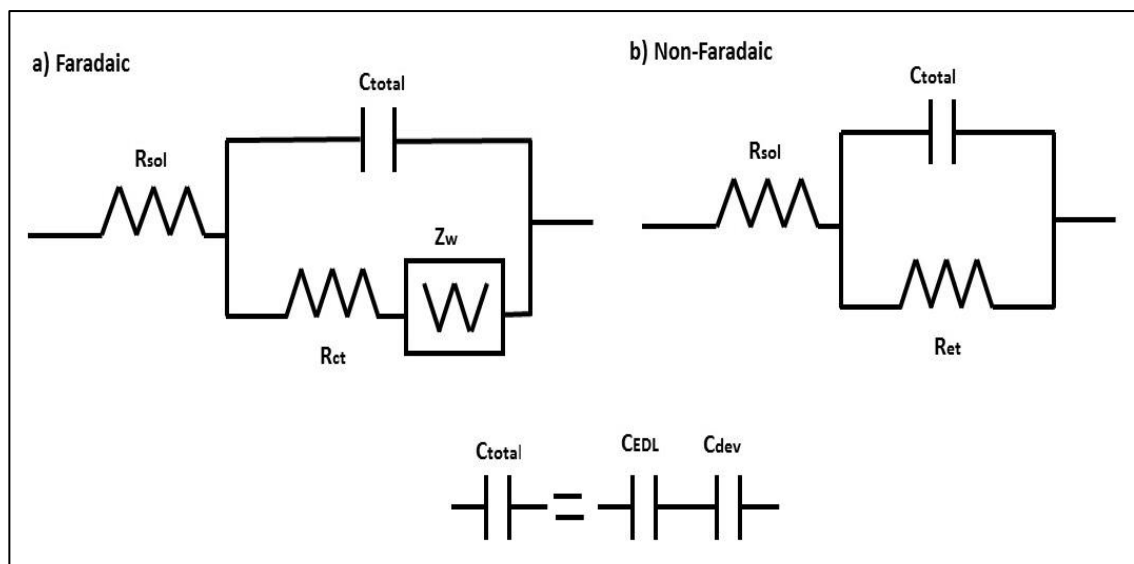 a) Faradaic
Ctotal
Rsol
Zw
W
Rct
b) Non-Faradaic
Ctotal
Rsol
Ret
Ctotal
CEDL
Cdev